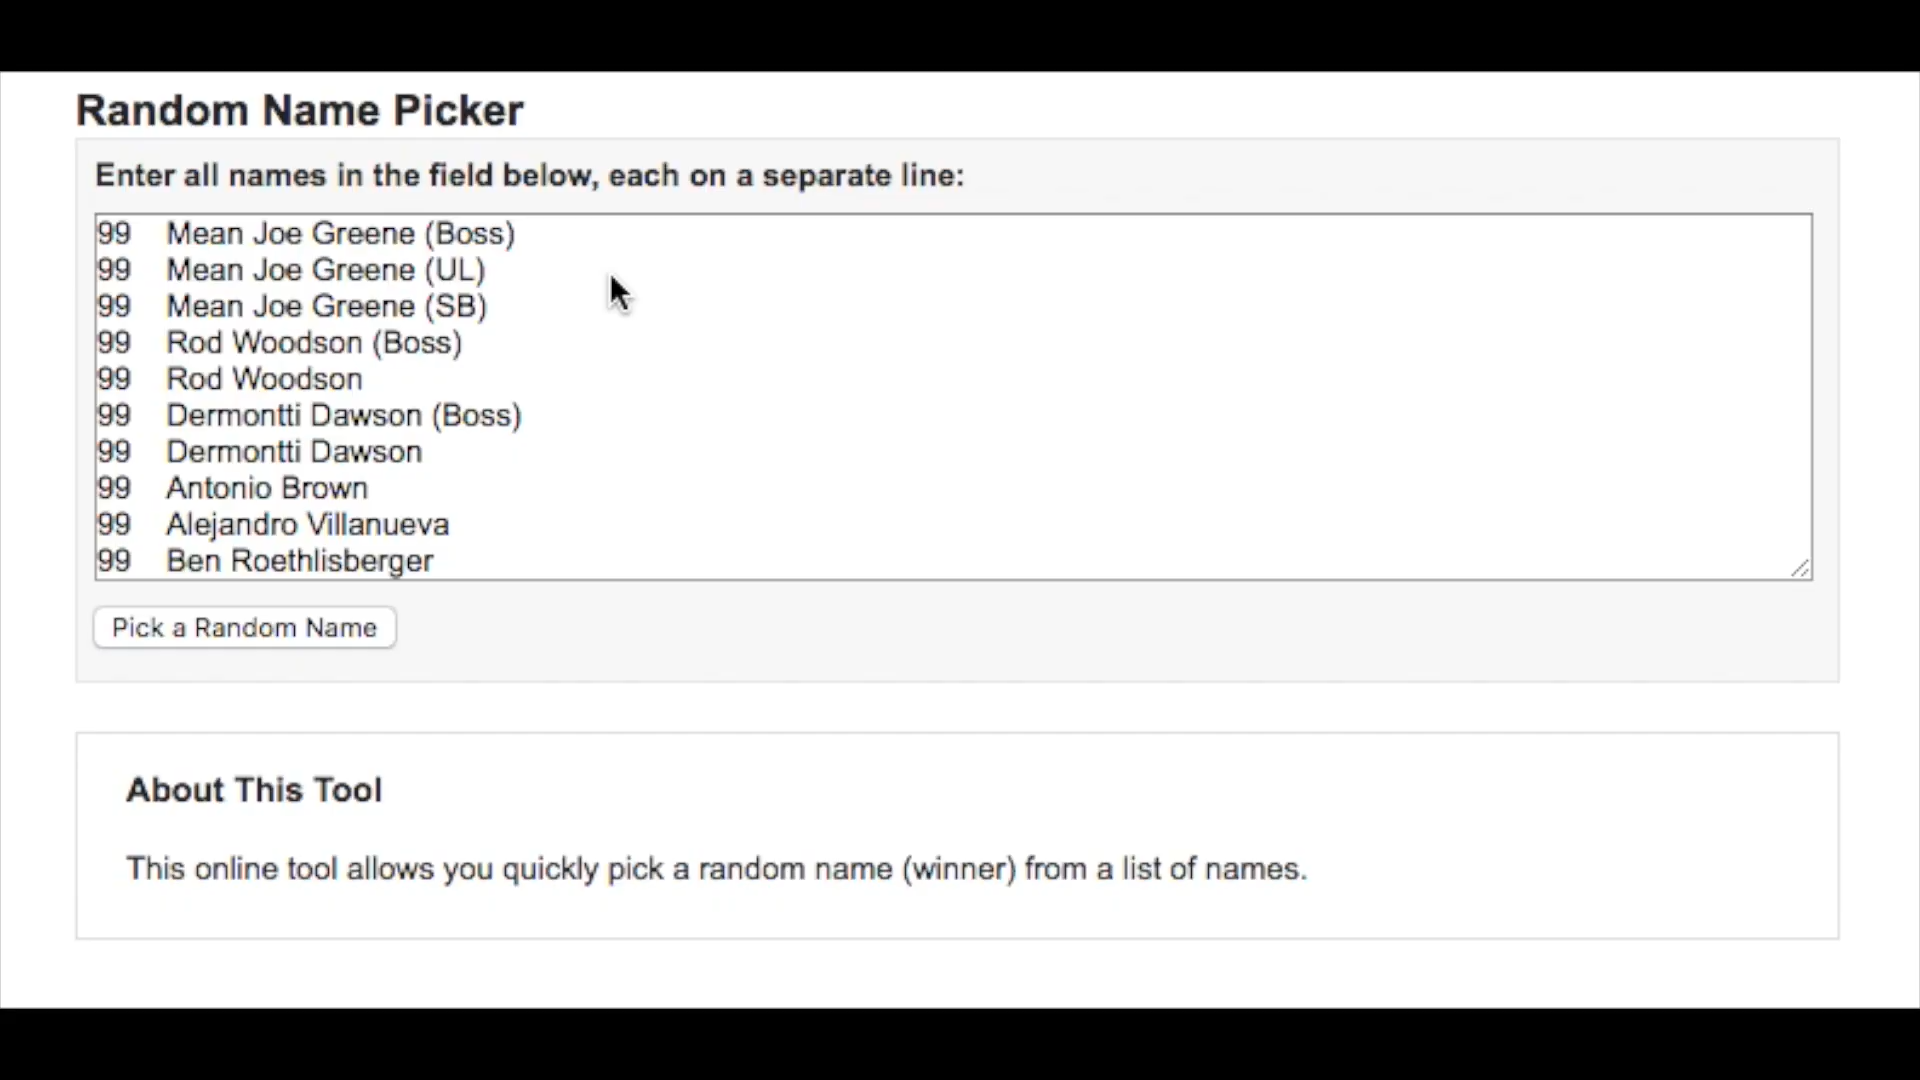 Random Name Picker
Enter all names in the field below, each on a separate line:
99 Mean Joe Greene (Boss)
99 Mean Joe Greene (UL)
99 Mean Joe Greene (SB)
99 Rod Woodson (Boss)
99 Rod Woodson
99 Dermontti Dawson (Boss)
99 Dermontti Dawson
99 Antonio Brown
99 Alejandro Villanueva
99 Ben Roethlisberger
Pick a Random Name
About This Tool
This online tool allows you quickly pick a random name (winner) from a list of names.